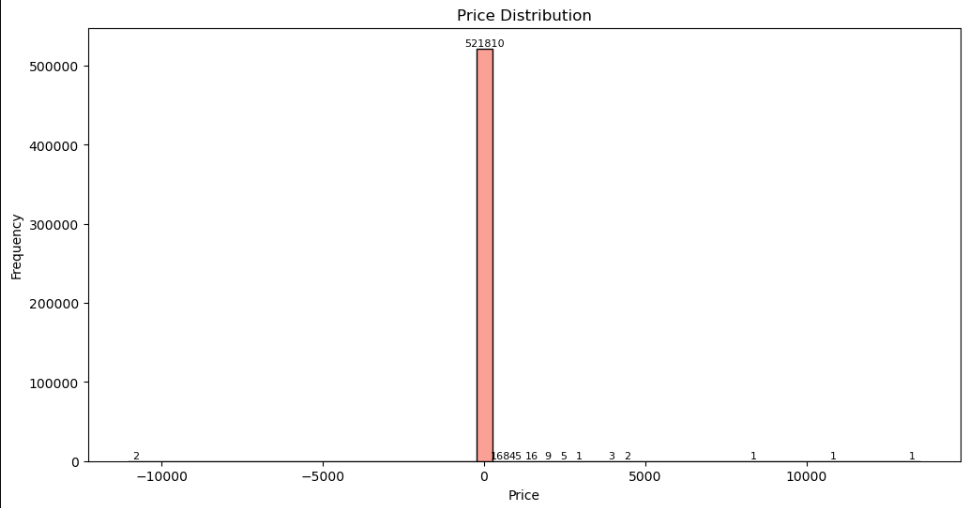 Price Distribution
521810
500000
400000
300000
200000
100000
0
Frequency
2 168 45 16 9 5 1 3 2 1 1 1
−10000 −5000 0 5000 10000
Price